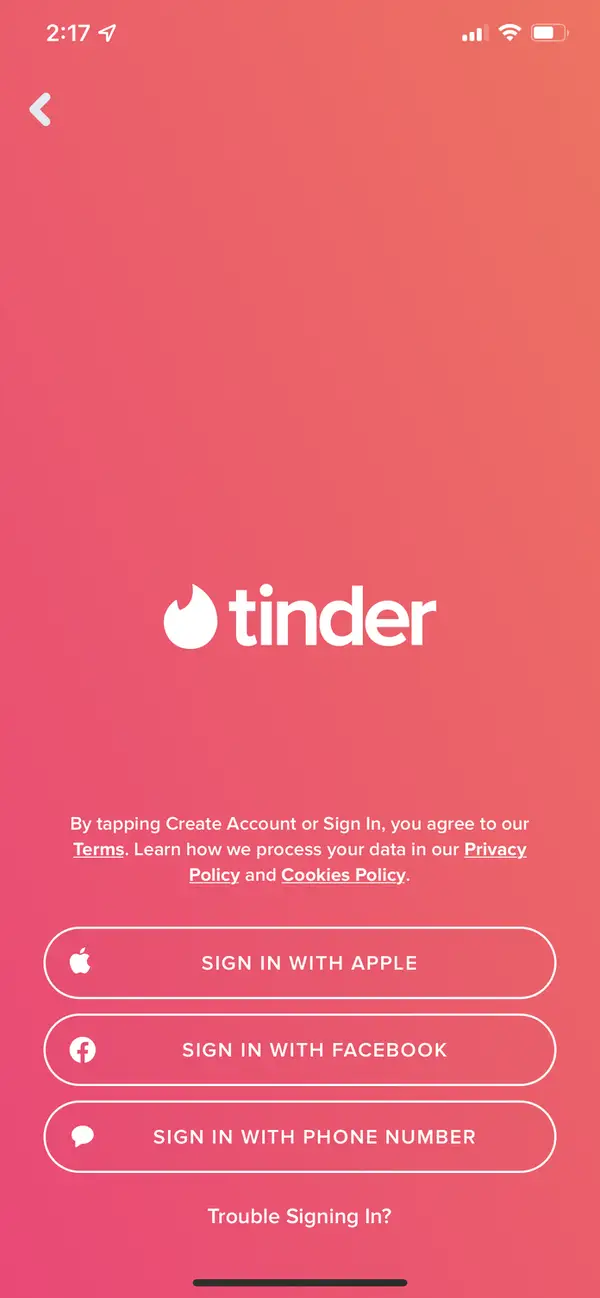 2:17
tinder
By tapping Create Account or Sign In, you agree to our
Terms. Learn how we process your data in our Privacy
Policy and Cookies Policy.
SIGN IN WITH APPLE
SIGN IN WITH FACEBOOK
SIGN IN WITH PHONE NUMBER
Trouble Signing In?